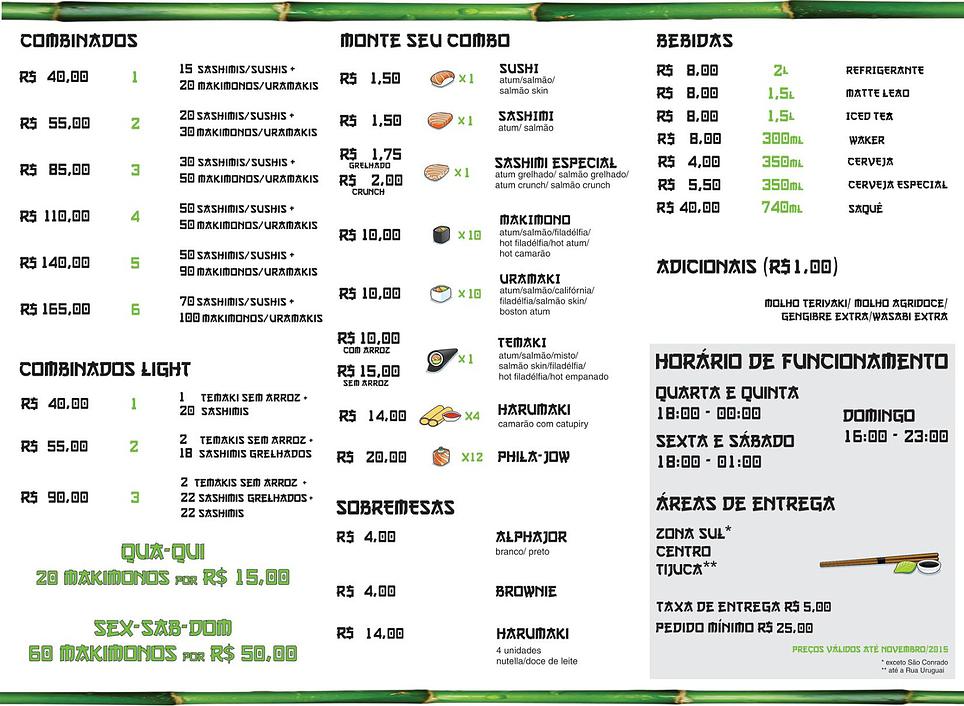 COMBINADOS
R$ 40,00 1 15 SASHIMIS/SUSHIS +
20 MAKIMONOS/URAMAKIS
R$ 55,00 2 20 SASHIMIS/SUSHIS +
30 MAKIMONOS/URAMAKIS
R$ 85,00 3 30 SASHIMIS/SUSHIS +
50 MAKIMONOS/URAMAKIS
R$ 110,00 4 50 SASHIMIS/SUSHIS +
50 MAKIMONOS/URAMAKIS
R$ 140,00 5 50 SASHIMIS/SUSHIS +
90 MAKIMONOS/URAMAKIS
R$ 165,00 6 70 SASHIMIS/SUSHIS +
100 MAKIMONOS/URAMAKIS
COMBINADOS LIGHT
R$ 40,00 1 1 TEMAKI SEM ARROZ +
20 SASHIMIS
R$ 55,00 2 2 TEMAKIS SEM ARROZ +
18 SASHIMIS GRELHADOS
R$ 90,00 3 2 TEMAKIS SEM ARROZ +
22 SASHIMIS GRELHADOS +
22 SASHIMIS
QUA-QUI
20 MAKIMONOS POR R$ 15,00
SEX-SAB-DOM
60 MAKIMONOS POR R$ 50,00
MONTE SEU COMBO
R$ 1,50 X1 SUSHI
atum/salmão/
salmão skin
R$ 1,50 X1 SASHIMI
atum/ salmão
R$ 1,75
GRELHADO
R$ 2,00
CRUNCH
X1 SASHIMI ESPECIAL
atum grelhado/ salmão grelhado/
atum crunch/ salmão crunch
R$ 10,00 X10 MAKIMONO
atum/salmão/filadélfia/
hot filadélfia/hot atum/
hot camarão
R$ 10,00 X10 URAMAKI
atum/salmão/califórnia/
filadélfia/salmão skin/
boston atum
R$ 10,00
COM ARROZ
R$ 15,00
SEM ARROZ
X1 TEMAKI
atum/salmão/misto/
salmão skin/filadélfia/
hot filadélfia/hot empanado
R$ 14,00 X4 HARUMAKI
camarão com catupiry
R$ 20,00 X12 PHILA-JOW
SOBREMESAS
R$ 4,00 ALPHAJOR
branco/ preto
R$ 4,00 BROWNIE
R$ 14,00 HARUMAKI
4 unidades
nutella/doce de leite
BEBIDAS
R$ 8,00 2L REFRIGERANTE
R$ 8,00 1,5L MATTE LEAO
R$ 8,00 1,5L ICED TEA
R$ 8,00 300ML WAKER
R$ 4,00 350ML CERVEJA
R$ 5,50 350ML CERVEJA ESPECIAL
R$ 40,00 740ML SAQUÊ
ADICIONAIS (R$1,00)
MOLHO TERIYAKI/ MOLHO AGRIDOCE/
GENGIBRE EXTRA/WASABI EXTRA
HORÁRIO DE FUNCIONAMENTO
QUARTA E QUINTA
18:00 - 00:00
SEXTA E SÁBADO
18:00 - 01:00
DOMINGO
16:00 - 23:00
ÁREAS DE ENTREGA
ZONA SUL*
CENTRO
TIJUCA**
TAXA DE ENTREGA R$ 5,00
PEDIDO MÍNIMO R$ 25,00
PREÇOS VÁLIDOS ATÉ NOVEMBRO/2015
* exceto São Conrado
** até a Rua Uruguai